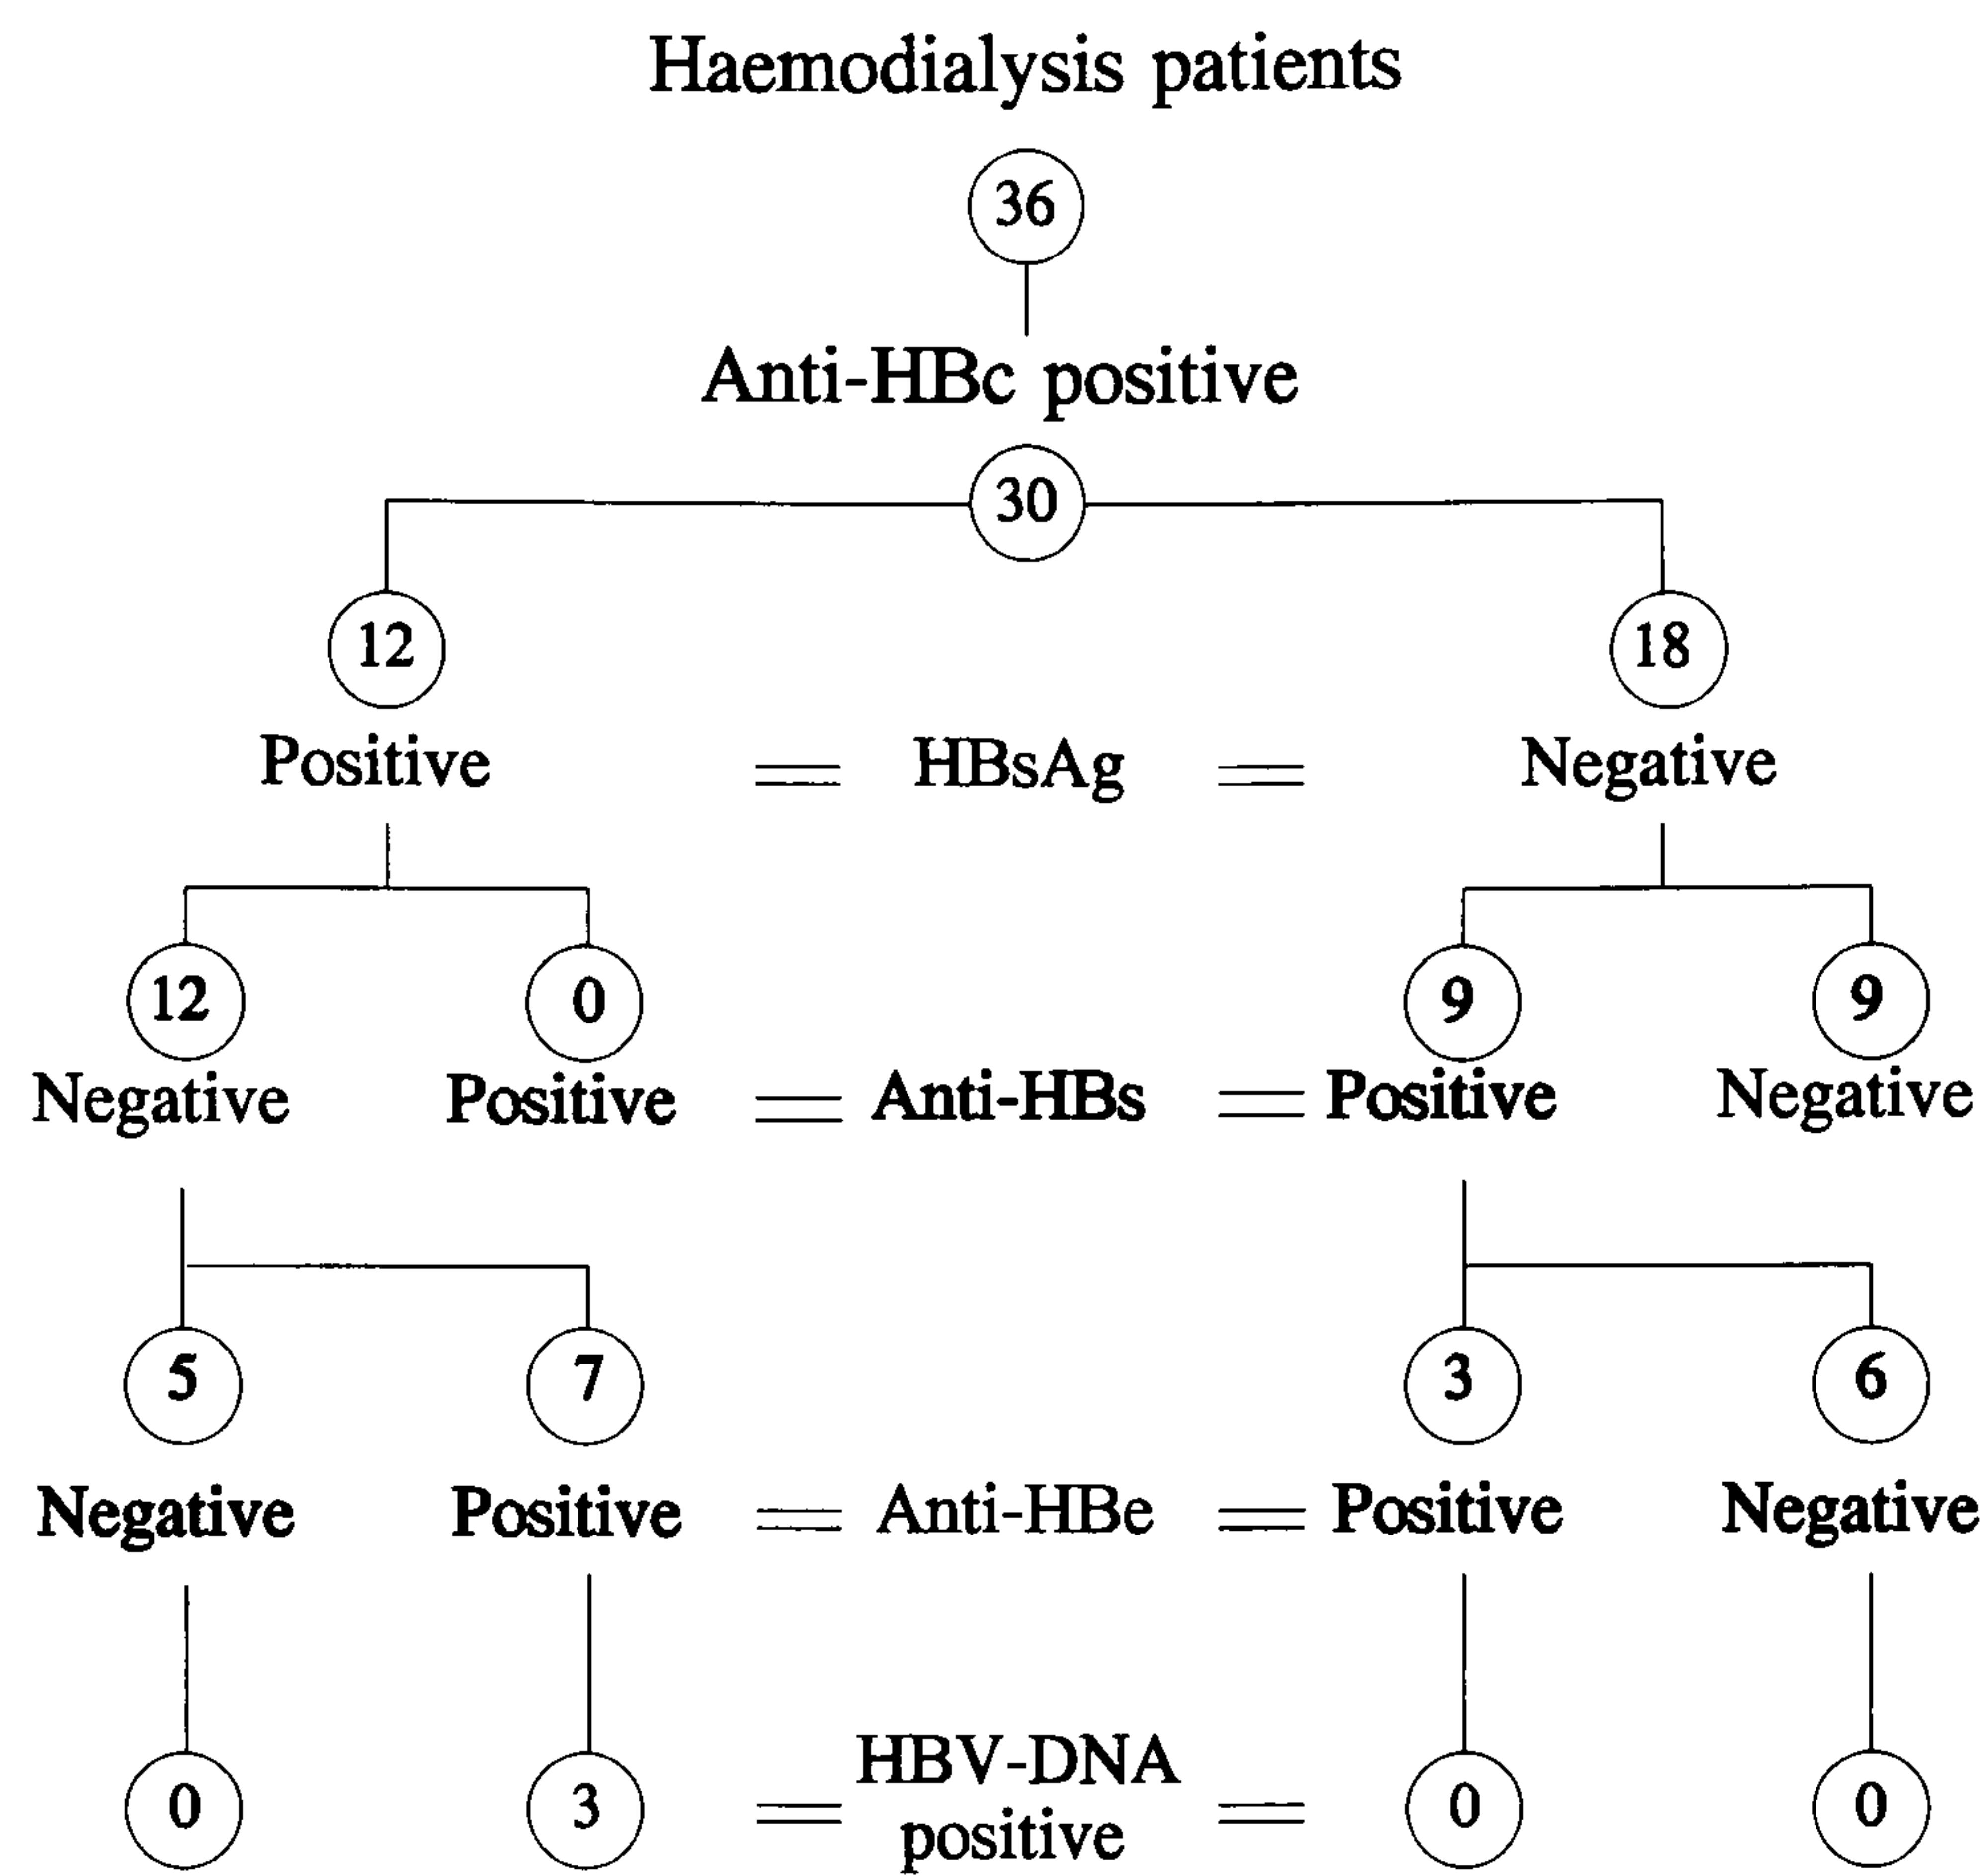 Haemodialysis patients
36
Anti-HBc positive
30
12 18
Positive = HBsAg = Negative
12 0 9 9
Negative Positive = Anti-HBs = Positive Negative
5 7 3 6
Negative Positive = Anti-HBe = Positive Negative
HBV-DNA
0 3 = positive = 0 0